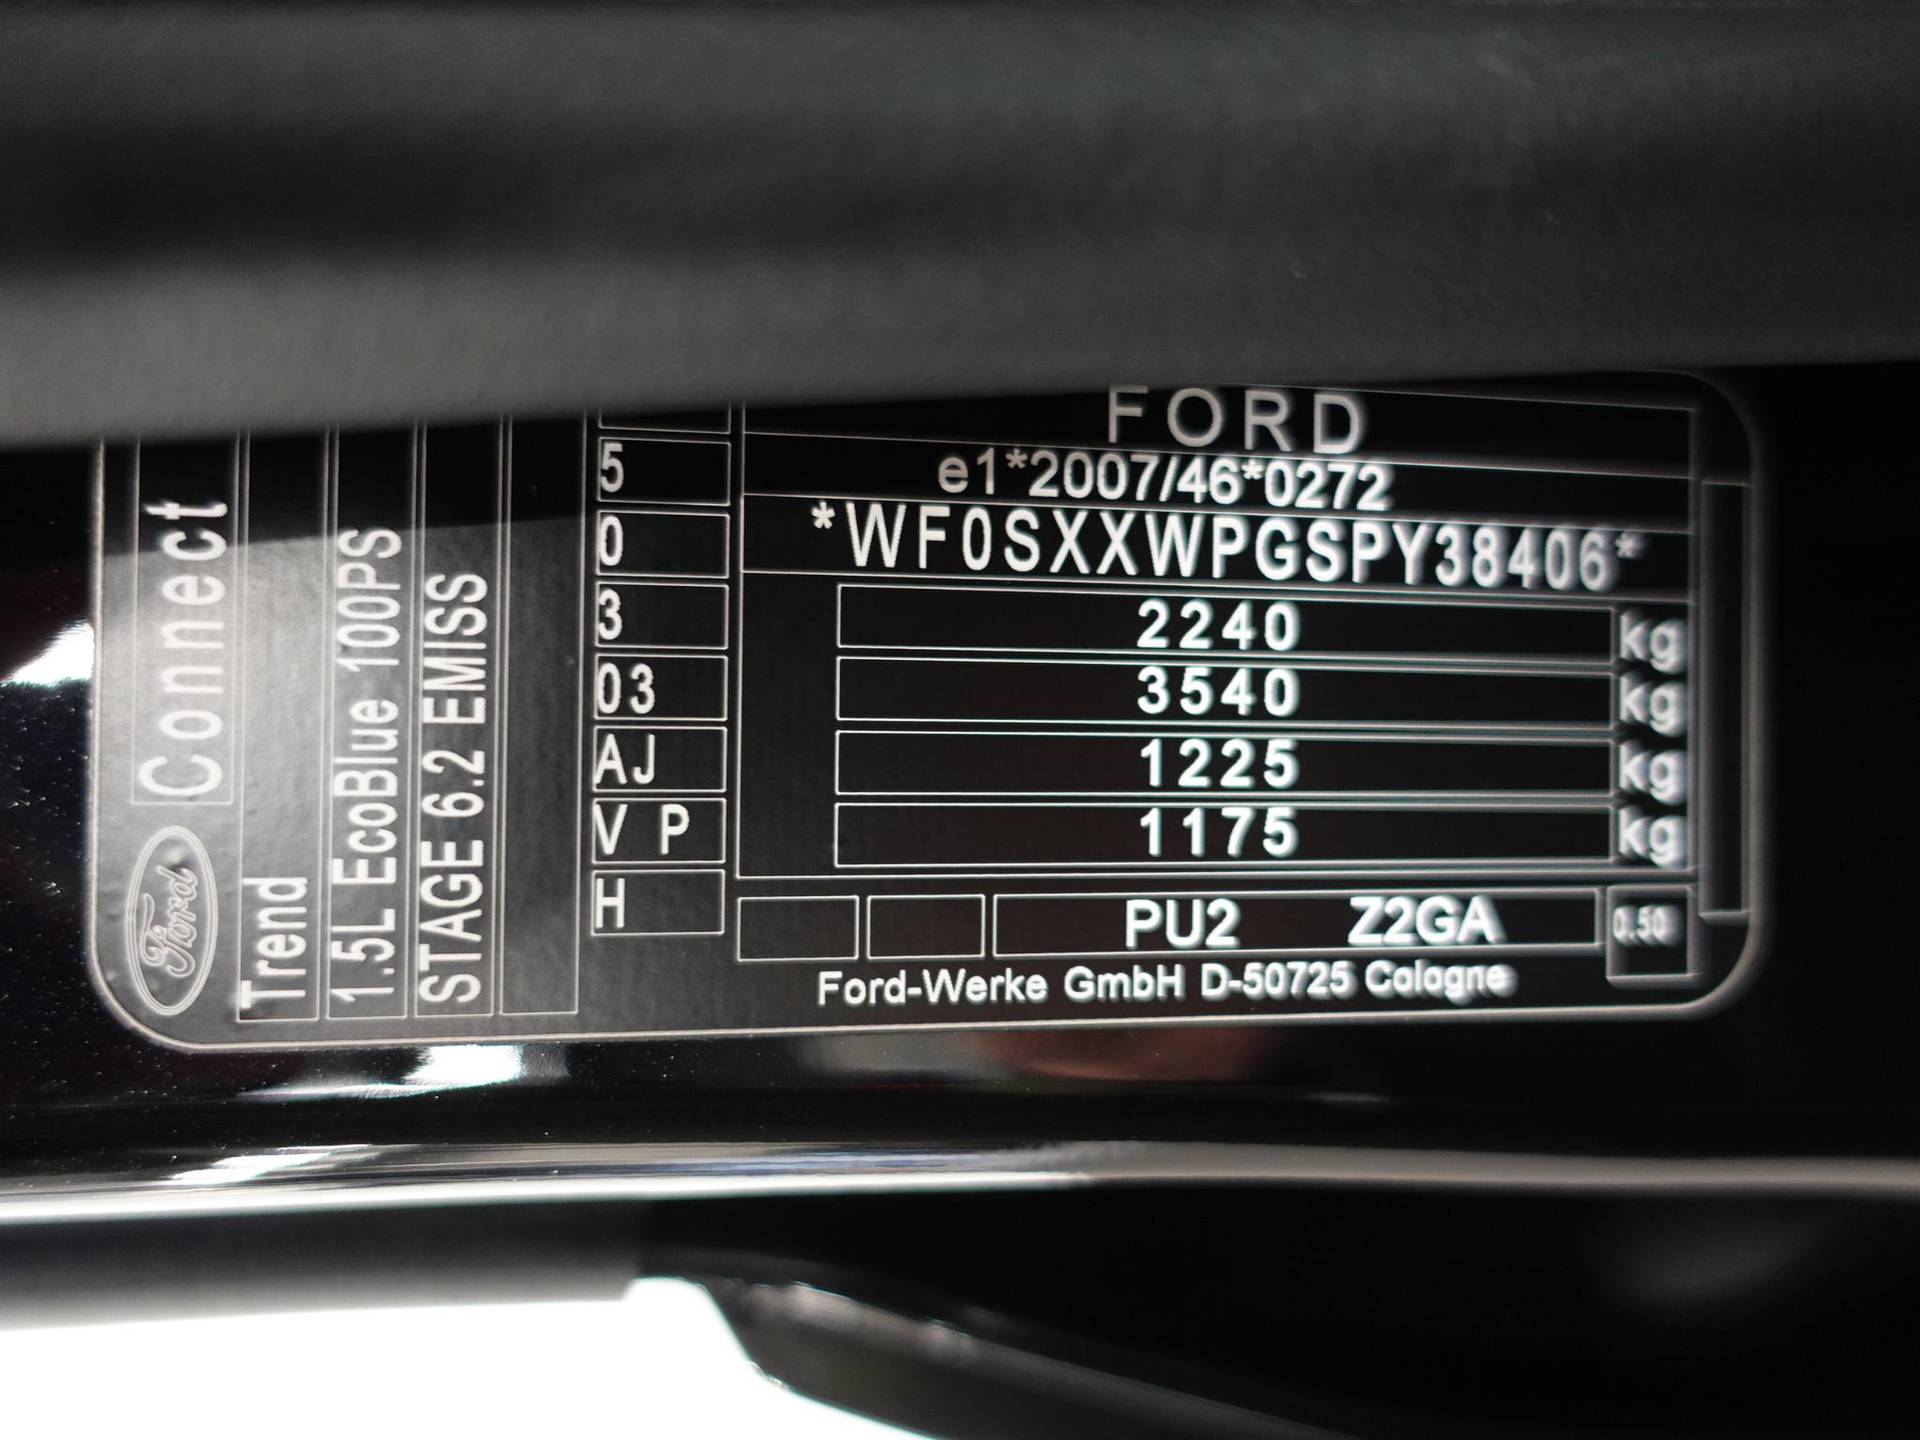 Ford
Connect
Trend
1.5L EcoBlue 100PS
STAGE 6.2 EMISS
5
0
3
03
AJ
V P
H
FORD
e1*2007/46*0272
*WF0SXXWPGSPY38406*
2240 kg
3540 kg
1225 kg
1175 kg
PU2 Z2GA 0.50
Ford-Werke GmbH D-50725 Cologne